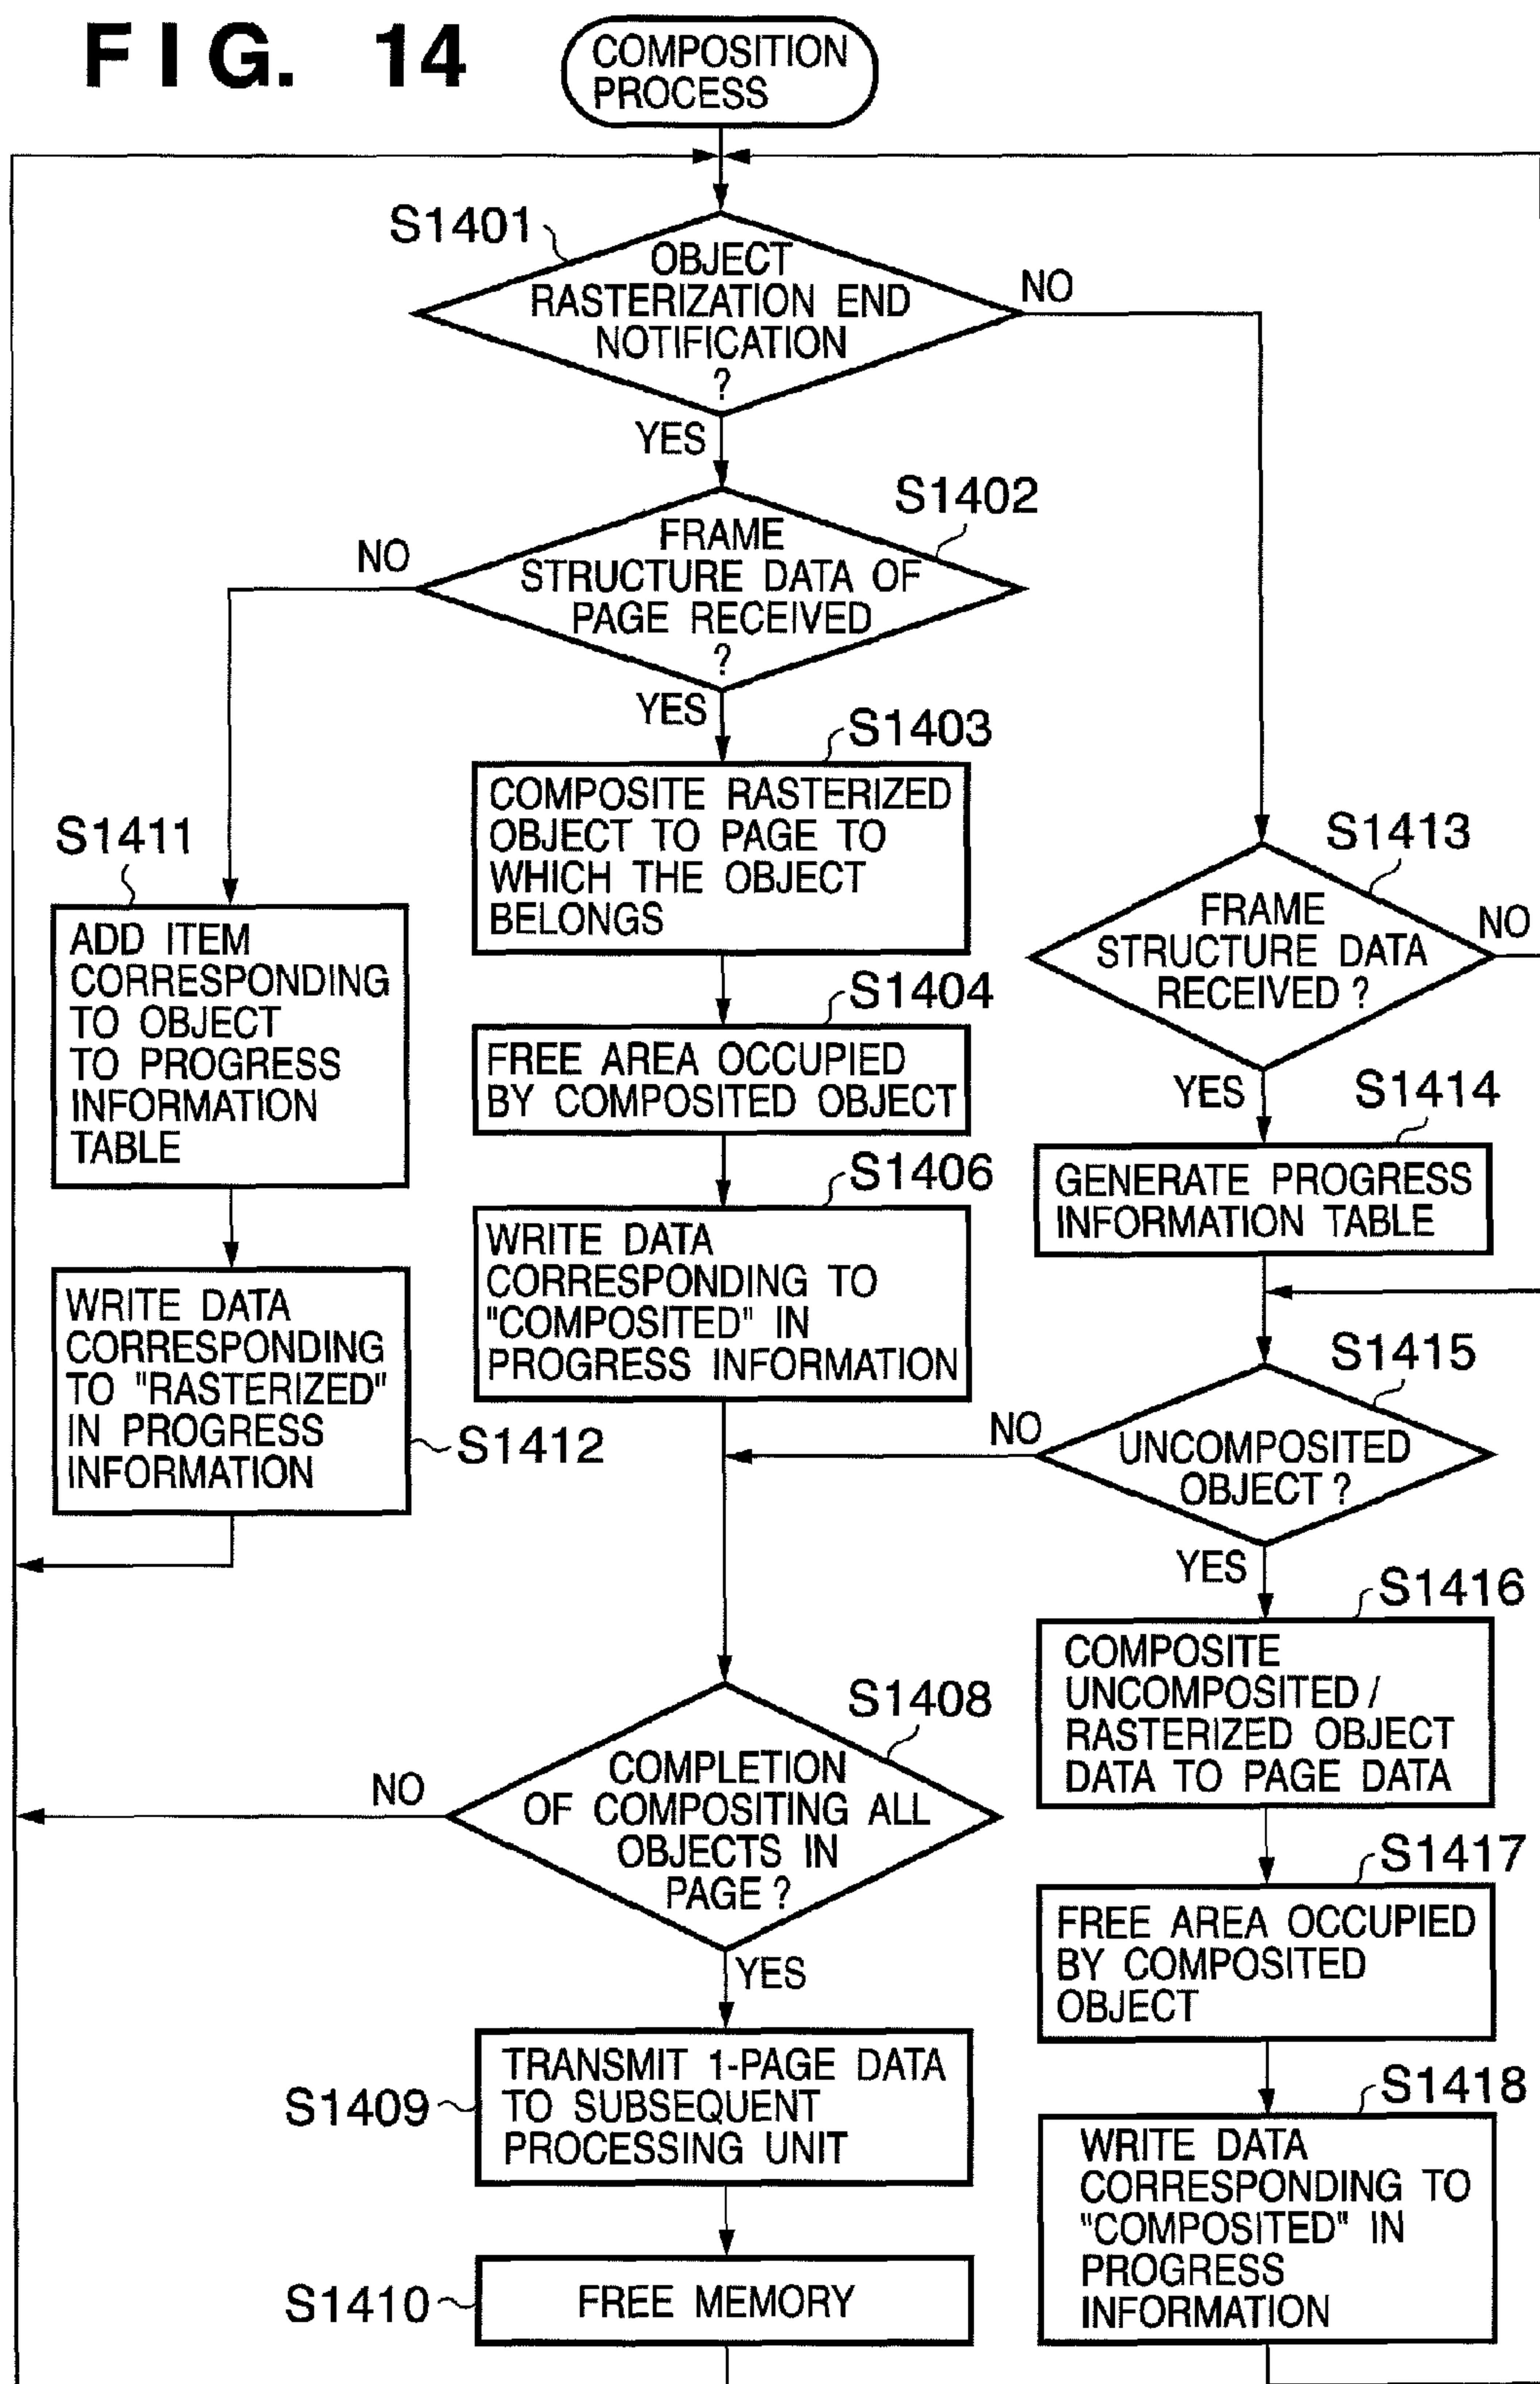 FIG. 14
COMPOSITION
PROCESS
S1401
OBJECT
RASTERIZATION END
NOTIFICATION
?
NO
YES
S1402
FRAME
STRUCTURE DATA OF
PAGE RECEIVED
?
NO
YES
S1403
COMPOSITE RASTERIZED
OBJECT TO PAGE TO
WHICH THE OBJECT
BELONGS
S1404
FREE AREA OCCUPIED
BY COMPOSITED OBJECT
S1406
WRITE DATA
CORRESPONDING TO
"COMPOSITED" IN
PROGRESS INFORMATION
S1411
ADD ITEM
CORRESPONDING
TO OBJECT
TO PROGRESS
INFORMATION
TABLE
WRITE DATA
CORRESPONDING
TO "RASTERIZED"
IN PROGRESS
INFORMATION
S1412
S1413
FRAME
STRUCTURE DATA
RECEIVED ?
NO
YES
S1414
GENERATE PROGRESS
INFORMATION TABLE
S1415
UNCOMPOSITED
OBJECT ?
NO
YES
S1416
COMPOSITE
UNCOMPOSITED /
RASTERIZED OBJECT
DATA TO PAGE DATA
S1417
FREE AREA OCCUPIED
BY COMPOSITED
OBJECT
S1418
WRITE DATA
CORRESPONDING TO
"COMPOSITED" IN
PROGRESS
INFORMATION
S1408
COMPLETION
OF COMPOSITING ALL
OBJECTS IN
PAGE ?
NO
YES
S1409
TRANSMIT 1-PAGE DATA
TO SUBSEQUENT
PROCESSING UNIT
S1410
FREE MEMORY